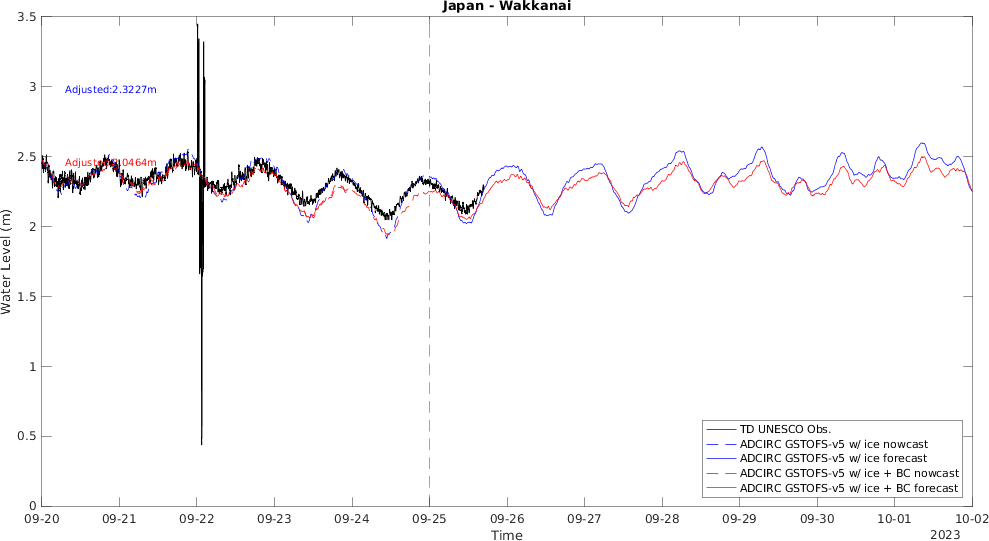 Japan - Wakkanai
3.5
3
2.5
2
1.5
1
0.5
0
Water Level (m)
Adjusted:2.3227m
Adjusted: .0464m
TD UNESCO Obs.
ADCIRC GSTOFS-v5 w/ ice nowcast
ADCIRC GSTOFS-v5 w/ ice forecast
ADCIRC GSTOFS-v5 w/ ice + BC nowcast
ADCIRC GSTOFS-v5 w/ ice + BC forecast
09-20 09-21 09-22 09-23 09-24 09-25 09-26 09-27 09-28 09-29 09-30 10-01 10-02
Time
2023